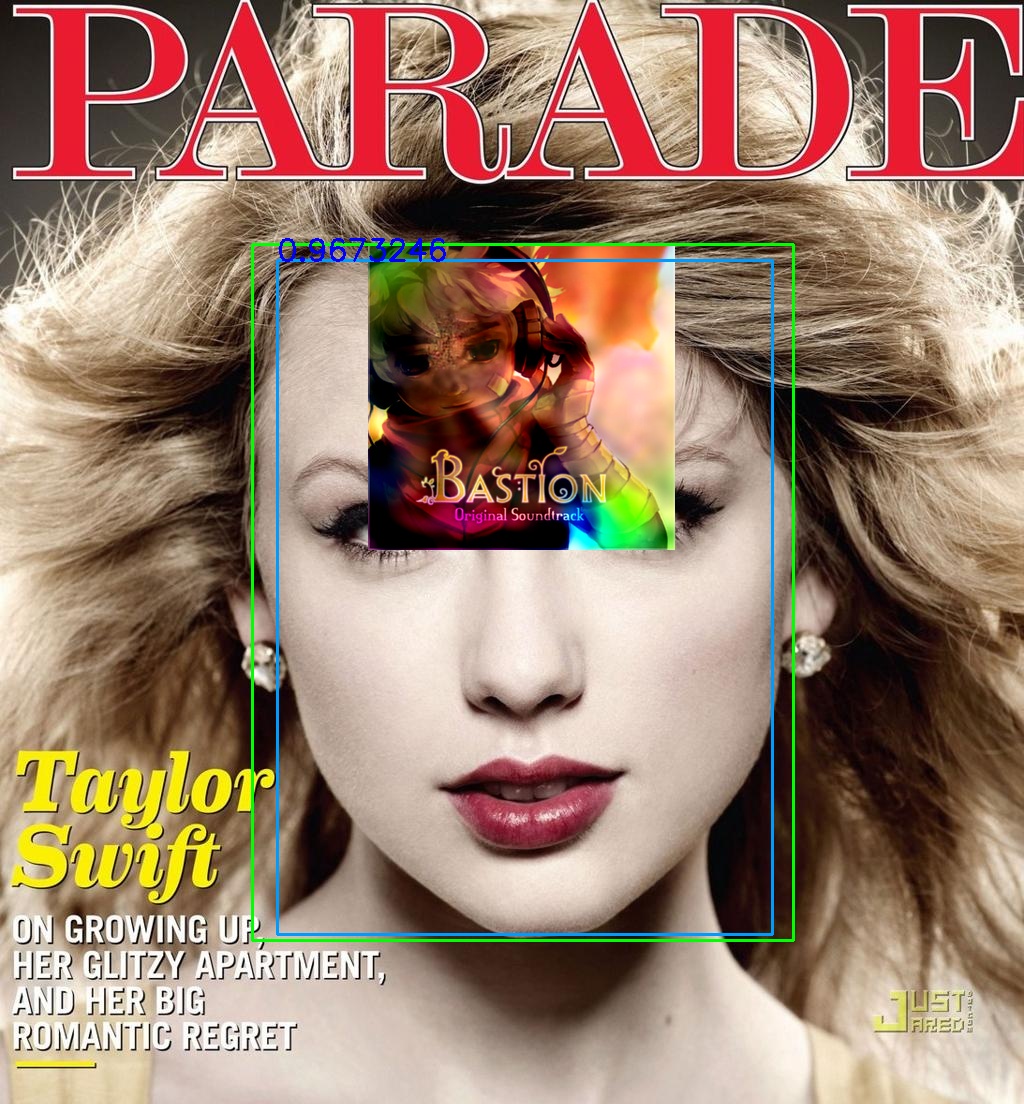 PARADE
0.9673246
BASTION
Original Soundtrack
Taylor
Swift
ON GROWING UP,
HER GLITZY APARTMENT,
AND HER BIG
ROMANTIC REGRET
JUST
JARED